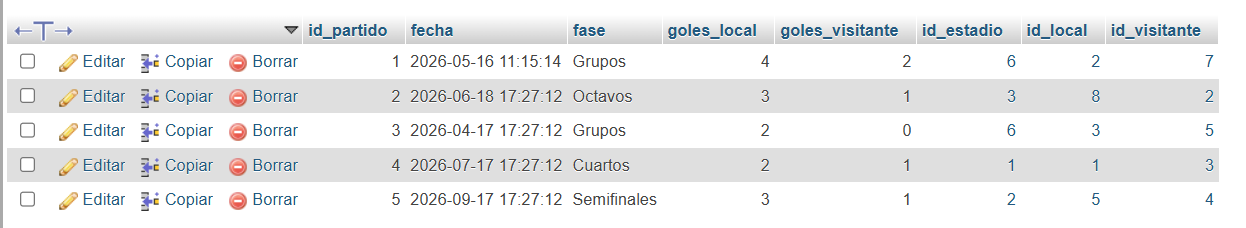 id_partido fecha fase goles_local goles_visitante id_estadio id_local id_visitante
Editar Copiar Borrar 1 2026-05-16 11:15:14 Grupos 4 2 6 2 7
Editar Copiar Borrar 2 2026-06-18 17:27:12 Octavos 3 1 3 8 2
Editar Copiar Borrar 3 2026-04-17 17:27:12 Grupos 2 0 6 3 5
Editar Copiar Borrar 4 2026-07-17 17:27:12 Cuartos 2 1 1 1 3
Editar Copiar Borrar 5 2026-09-17 17:27:12 Semifinales 3 1 2 5 4